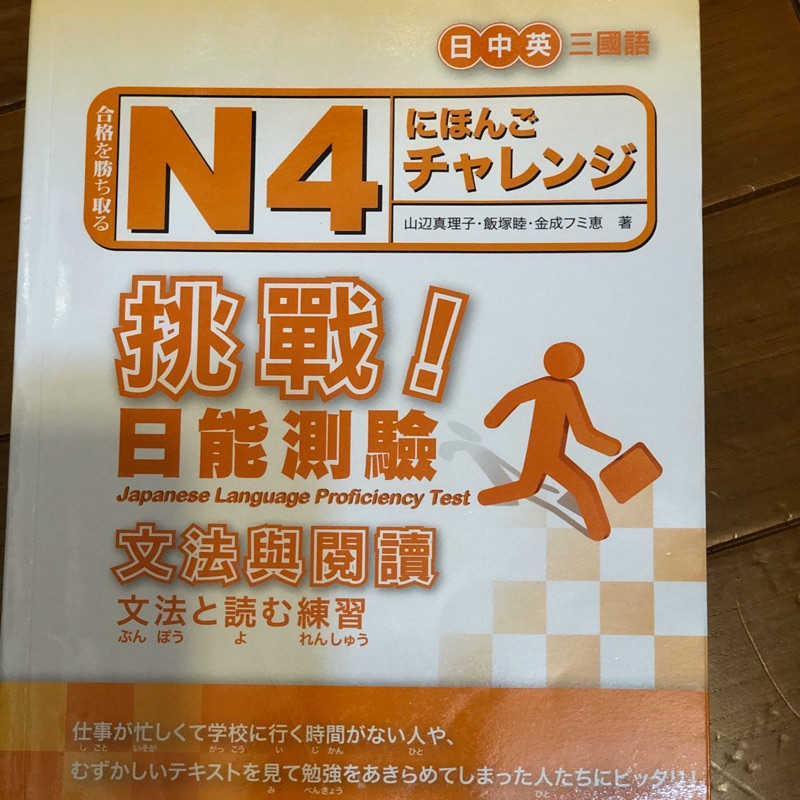 日中英三國語
合格を勝ち取る
N4
にほんご
チャレンジ
山辺真理子・飯塚睦・金成フミ恵 著
挑戰！
日能測驗
Japanese Language Proficiency Test
文法與閱讀
文法と読む練習
ぶん ぽう よ れんしゅう
仕事が忙しくて学校に行く時間がない人や、
しごと いそが がっこう い じかん ひと
むずかしいテキストを見て勉強をあきらめてしまった人たちにピッタリ！
み べんきょう ひと